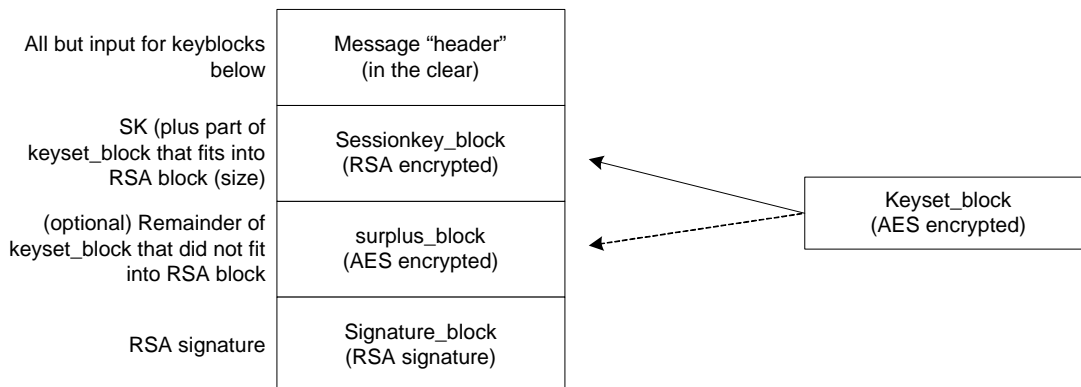 All but input for keyblocks
below
Message “header”
(in the clear)
SK (plus part of
keyset_block that fits into
RSA block (size)
Sessionkey_block
(RSA encrypted)
(optional) Remainder of
keyset_block that did not fit
into RSA block
surplus_block
(AES encrypted)
Keyset_block
(AES encrypted)
RSA signature
Signature_block
(RSA signature)